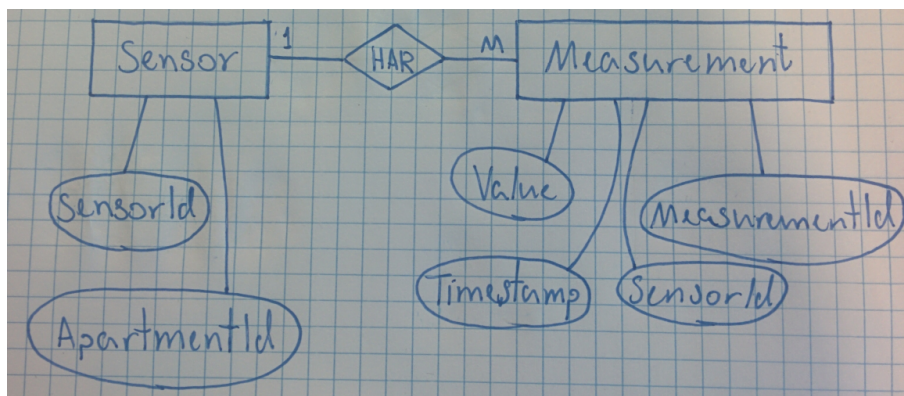 Sensor
1
HAR
M
Measurement
SensorId
ApartmentId
Value
Timestamp
SensorId
MeasurementId